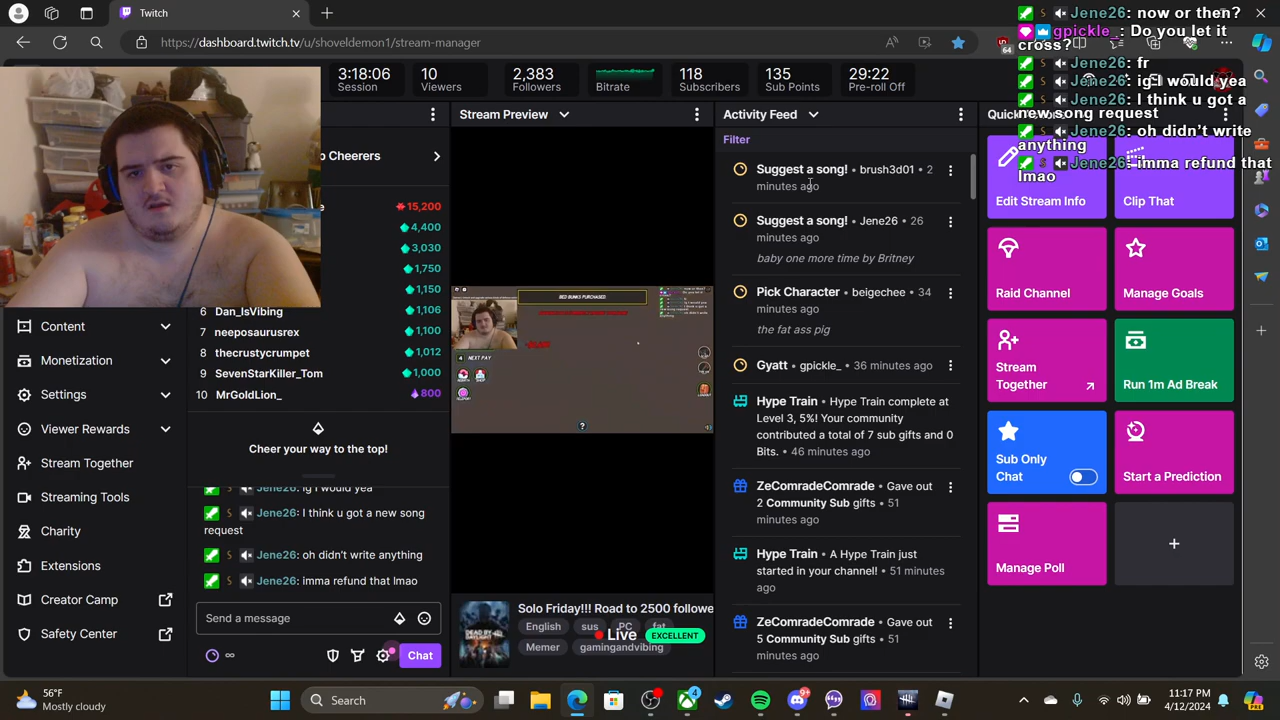 Twitch
https://dashboard.twitch.tv/u/shoveldemon1/stream-manager
64
Jene26: now or then?
gpickle_: Do you let it
cross?
Jene26: fr
Jene26: ig I would yea
Jene26: I think u got a
new song request
Jene26: oh didn't write
anything
Jene26: imma refund that
lmao
3:18:06
Session
10
Viewers
2,383
Followers
Bitrate
118
Subscribers
135
Sub Points
29:22
Pre-roll Off
Cheerers
15,200
4,400
3,030
1,750
1,150
6 Dan_IsVibing 1,106
7 neeposaurusrex 1,100
8 thecrustycrumpet 1,012
9 SevenStarKiller_Tom 1,000
10 MrGoldLion_ 800
Cheer your way to the top!
Content
Monetization
Settings
Viewer Rewards
Stream Together
Streaming Tools
Charity
Extensions
Creator Camp
Safety Center
Jene26: ig I would yea
Jene26: I think u got a new song
request
Jene26: oh didn't write anything
Jene26: imma refund that lmao
Send a message
Chat
Stream Preview
BED BUNKS PURCHASED
4 NEXT PAY
Solo Friday!!! Road to 2500 followe
English
sus
PC
fat
Memer
gamingandvibing
Live
EXCELLENT
Activity Feed
Filter
Suggest a song! • brush3d01 • 2
minutes ago
Suggest a song! • Jene26 • 26
minutes ago
baby one more time by Britney
Pick Character • beigechee • 34
minutes ago
the fat ass pig
Gyatt • gpickle_ • 36 minutes ago
Hype Train • Hype Train complete at
Level 3, 5%! Your community
contributed a total of 7 sub gifts and 0
Bits. • 46 minutes ago
ZeComradeComrade • Gave out
2 Community Sub gifts • 51
minutes ago
Hype Train • A Hype Train just
started in your channel! • 51 minutes
ago
ZeComradeComrade • Gave out
5 Community Sub gifts • 51
minutes ago
Edit Stream Info
Clip That
Raid Channel
Manage Goals
Stream
Together
Run 1m Ad Break
Sub Only
Chat
Start a Prediction
Manage Poll
56°F
Mostly cloudy
Search
4
9+
11:17 PM
4/12/2024